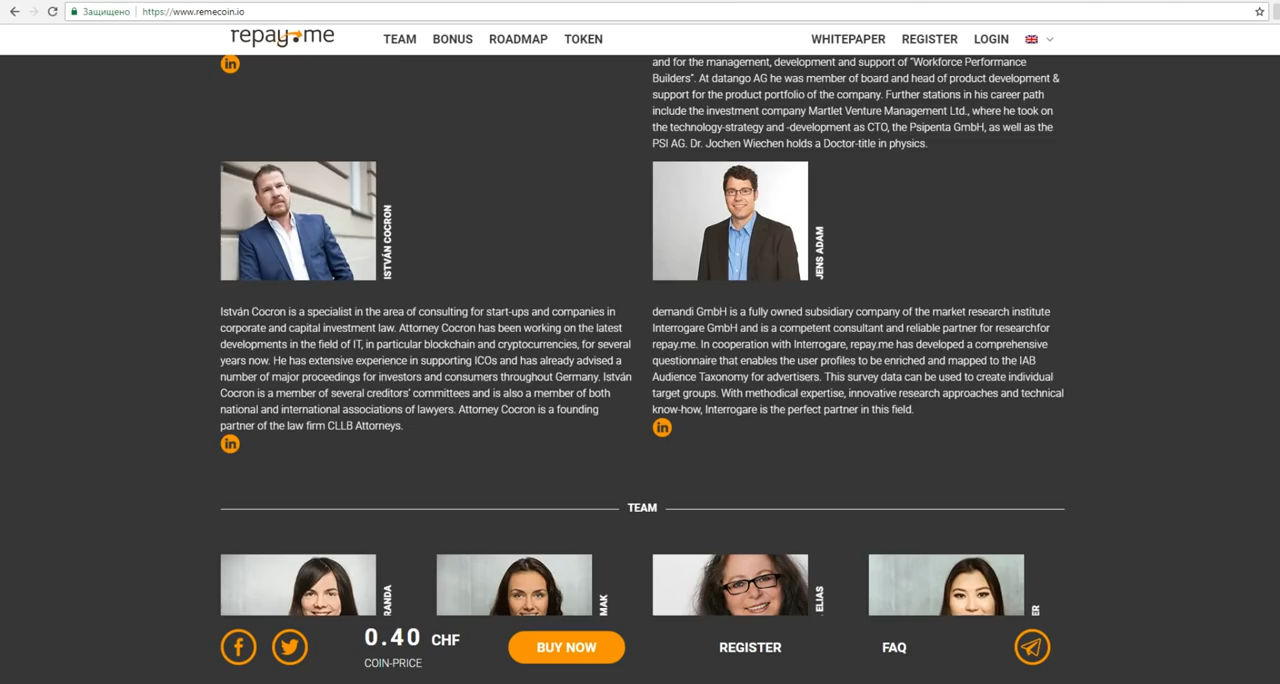 Защищено
https://www.remecoin.io
repay me
TEAM
BONUS
ROADMAP
TOKEN
WHITEPAPER
REGISTER
LOGIN
in
and for the management, development and support of "Workforce Performance
Builders". At datango AG he was member of board and head of product development &
support for the product portfolio of the company. Further stations in his career path
include the investment company Martlet Venture Management Ltd., where he took on
the technology-strategy and -development as CTO, the Psipenta GmbH, as well as the
PSI AG. Dr. Jochen Wiechen holds a Doctor-title in physics.
ISTVÁN COCRON
István Cocron is a specialist in the area of consulting for start-ups and companies in
corporate and capital investment law. Attorney Cocron has been working on the latest
developments in the field of IT, in particular blockchain and cryptocurrencies, for several
years now. He has extensive experience in supporting ICOs and has already advised a
number of major proceedings for investors and consumers throughout Germany. István
Cocron is a member of several creditors' committees and is also a member of both
national and international associations of lawyers. Attorney Cocron is a founding
partner of the law firm CLLB Attorneys.
in
JENS ADAM
demandi GmbH is a fully owned subsidiary company of the market research institute
Interrogare GmbH and is a competent consultant and reliable partner for researchfor
repay.me. In cooperation with Interrogare, repay.me has developed a comprehensive
questionnaire that enables the user profiles to be enriched and mapped to the IAB
Audience Taxonomy for advertisers. This survey data can be used to create individual
target groups. With methodical expertise, innovative research approaches and technical
know-how, Interrogare is the perfect partner in this field.
in
TEAM
RANDA
MAK
ELIAS
ER
0.40 CHF
COIN-PRICE
BUY NOW
REGISTER
FAQ